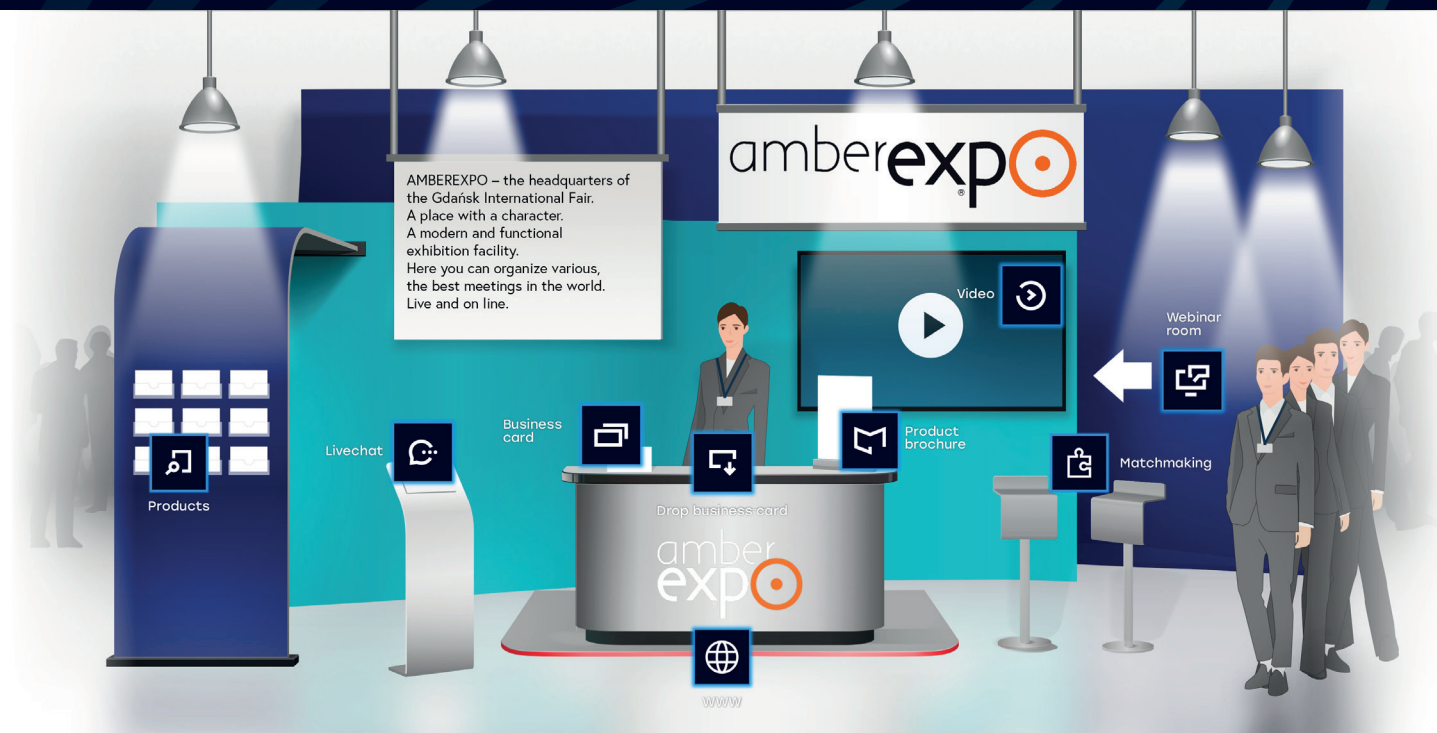 AMBEREXPO – the headquarters of
the Gdańsk International Fair.
A place with a character.
A modern and functional
exhibition facility.
Here you can organize various,
the best meetings in the world.
Live and on line.
amberexpo
®
Video
Webinar
room
Business
card
Product
brochure
Livechat
Matchmaking
Products
Drop business card
amber
expo
www